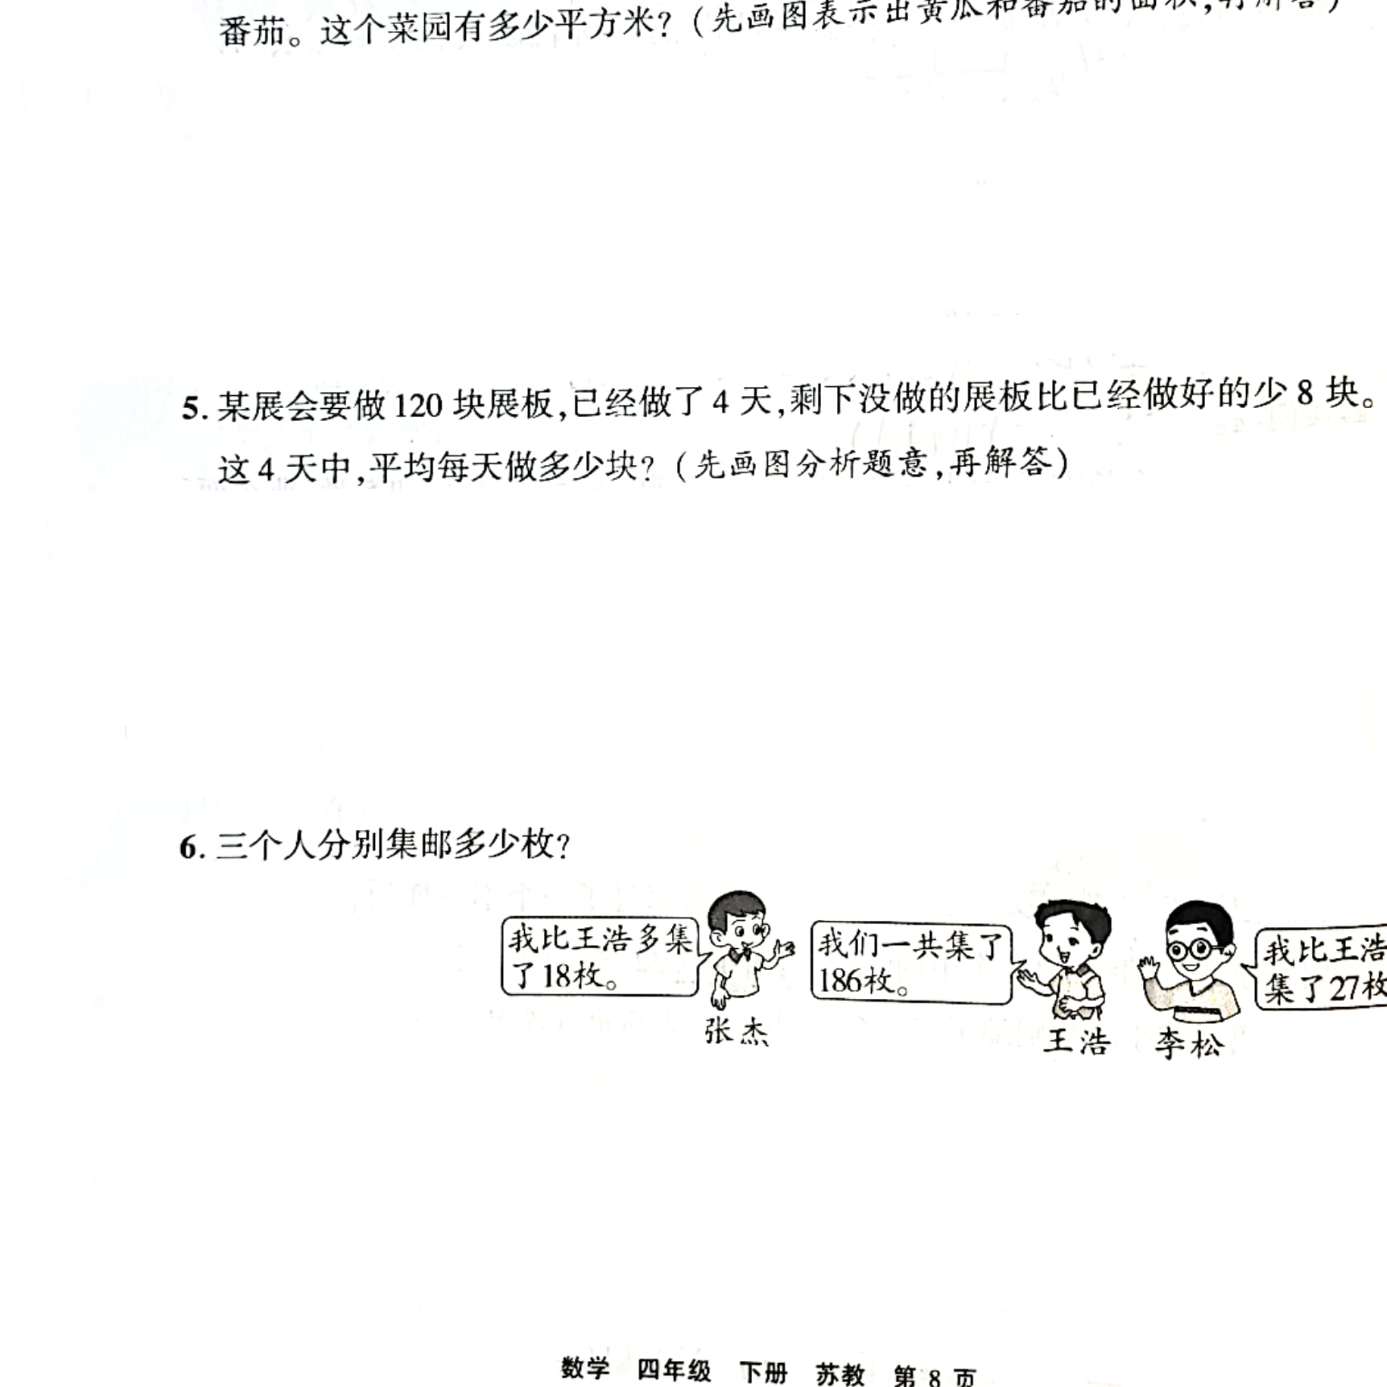 番茄。这个菜园有多少平方米?(先画图表示出黄瓜和番茄的面积,再解答)
5. 某展会要做 120 块展板,已经做了 4 天,剩下没做的展板比已经做好的少 8 块。
这 4 天中,平均每天做多少块?(先画图分析题意,再解答)
6. 三个人分别集邮多少枚?
我比王浩多集
了18枚。
张杰
我们一共集了
186枚。
王浩
李松
我比王浩
集了27枚
数学 四年级 下册 苏教 第 8 页